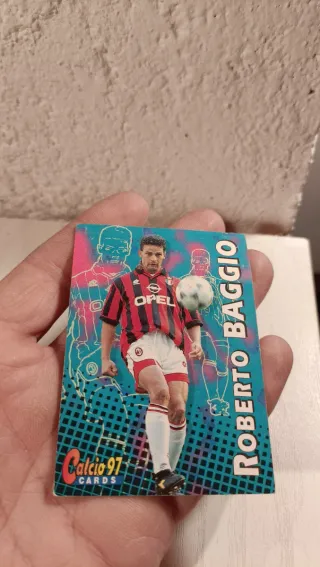 ROBERTO BAGGIO
OPEL
Calcio 97
CARDS